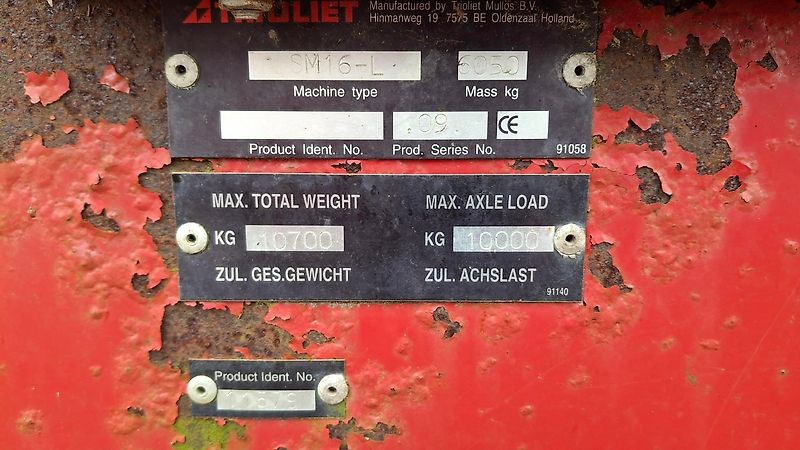 TRIOLIET Manufactured by Trioliet Mullos B.V.
Hinmanweg 19 7575 BE Oldenzaal Holland
SM16-L 6050
Machine type Mass kg
09 CE
Product Ident. No. Prod. Series No. 91058
MAX. TOTAL WEIGHT MAX. AXLE LOAD
KG 10700 KG 10000
ZUL. GES.GEWICHT ZUL. ACHSLAST
91140
Product Ident. No.